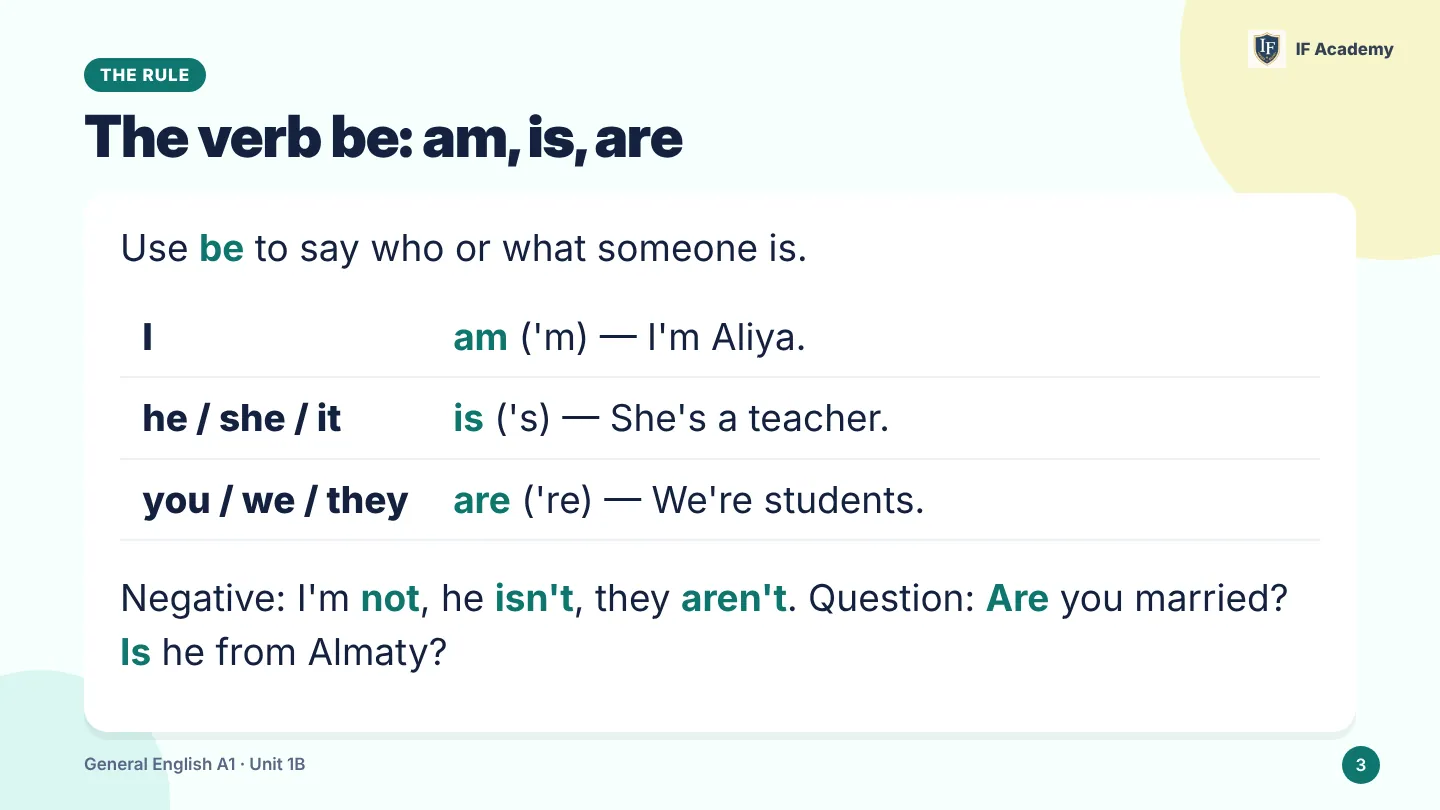 IF Academy
THE RULE
The verb be: am, is, are
Use be to say who or what someone is.
I am ('m) — I'm Aliya.
he / she / it is ('s) — She's a teacher.
you / we / they are ('re) — We're students.
Negative: I'm not, he isn't, they aren't. Question: Are you married?
Is he from Almaty?
General English A1 · Unit 1B
3